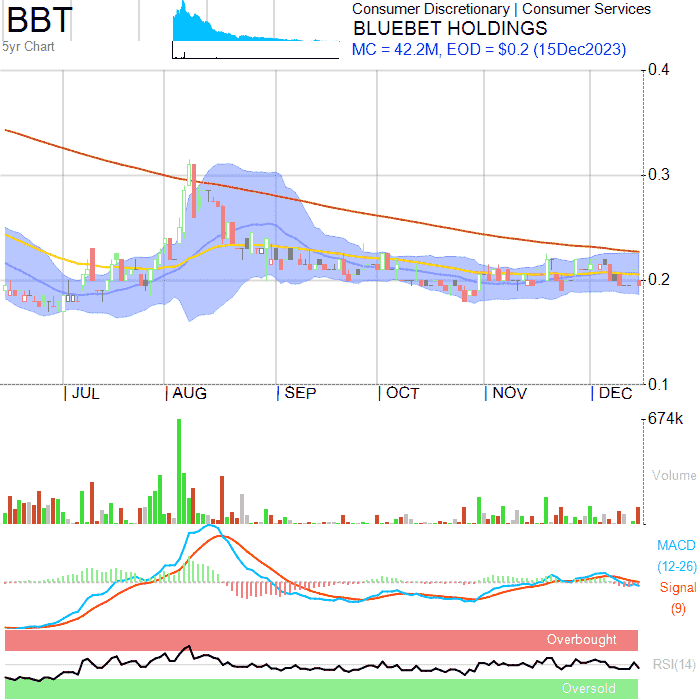 BBT
5yr Chart
Consumer Discretionary | Consumer Services
BLUEBET HOLDINGS
MC = 42.2M, EOD = $0.2 (15Dec2023)
0.4
0.3
0.2
0.1
JUL AUG SEP OCT NOV DEC
674k
Volume
MACD
(12-26)
Signal
(9)
Overbought
RSI(14)
Oversold